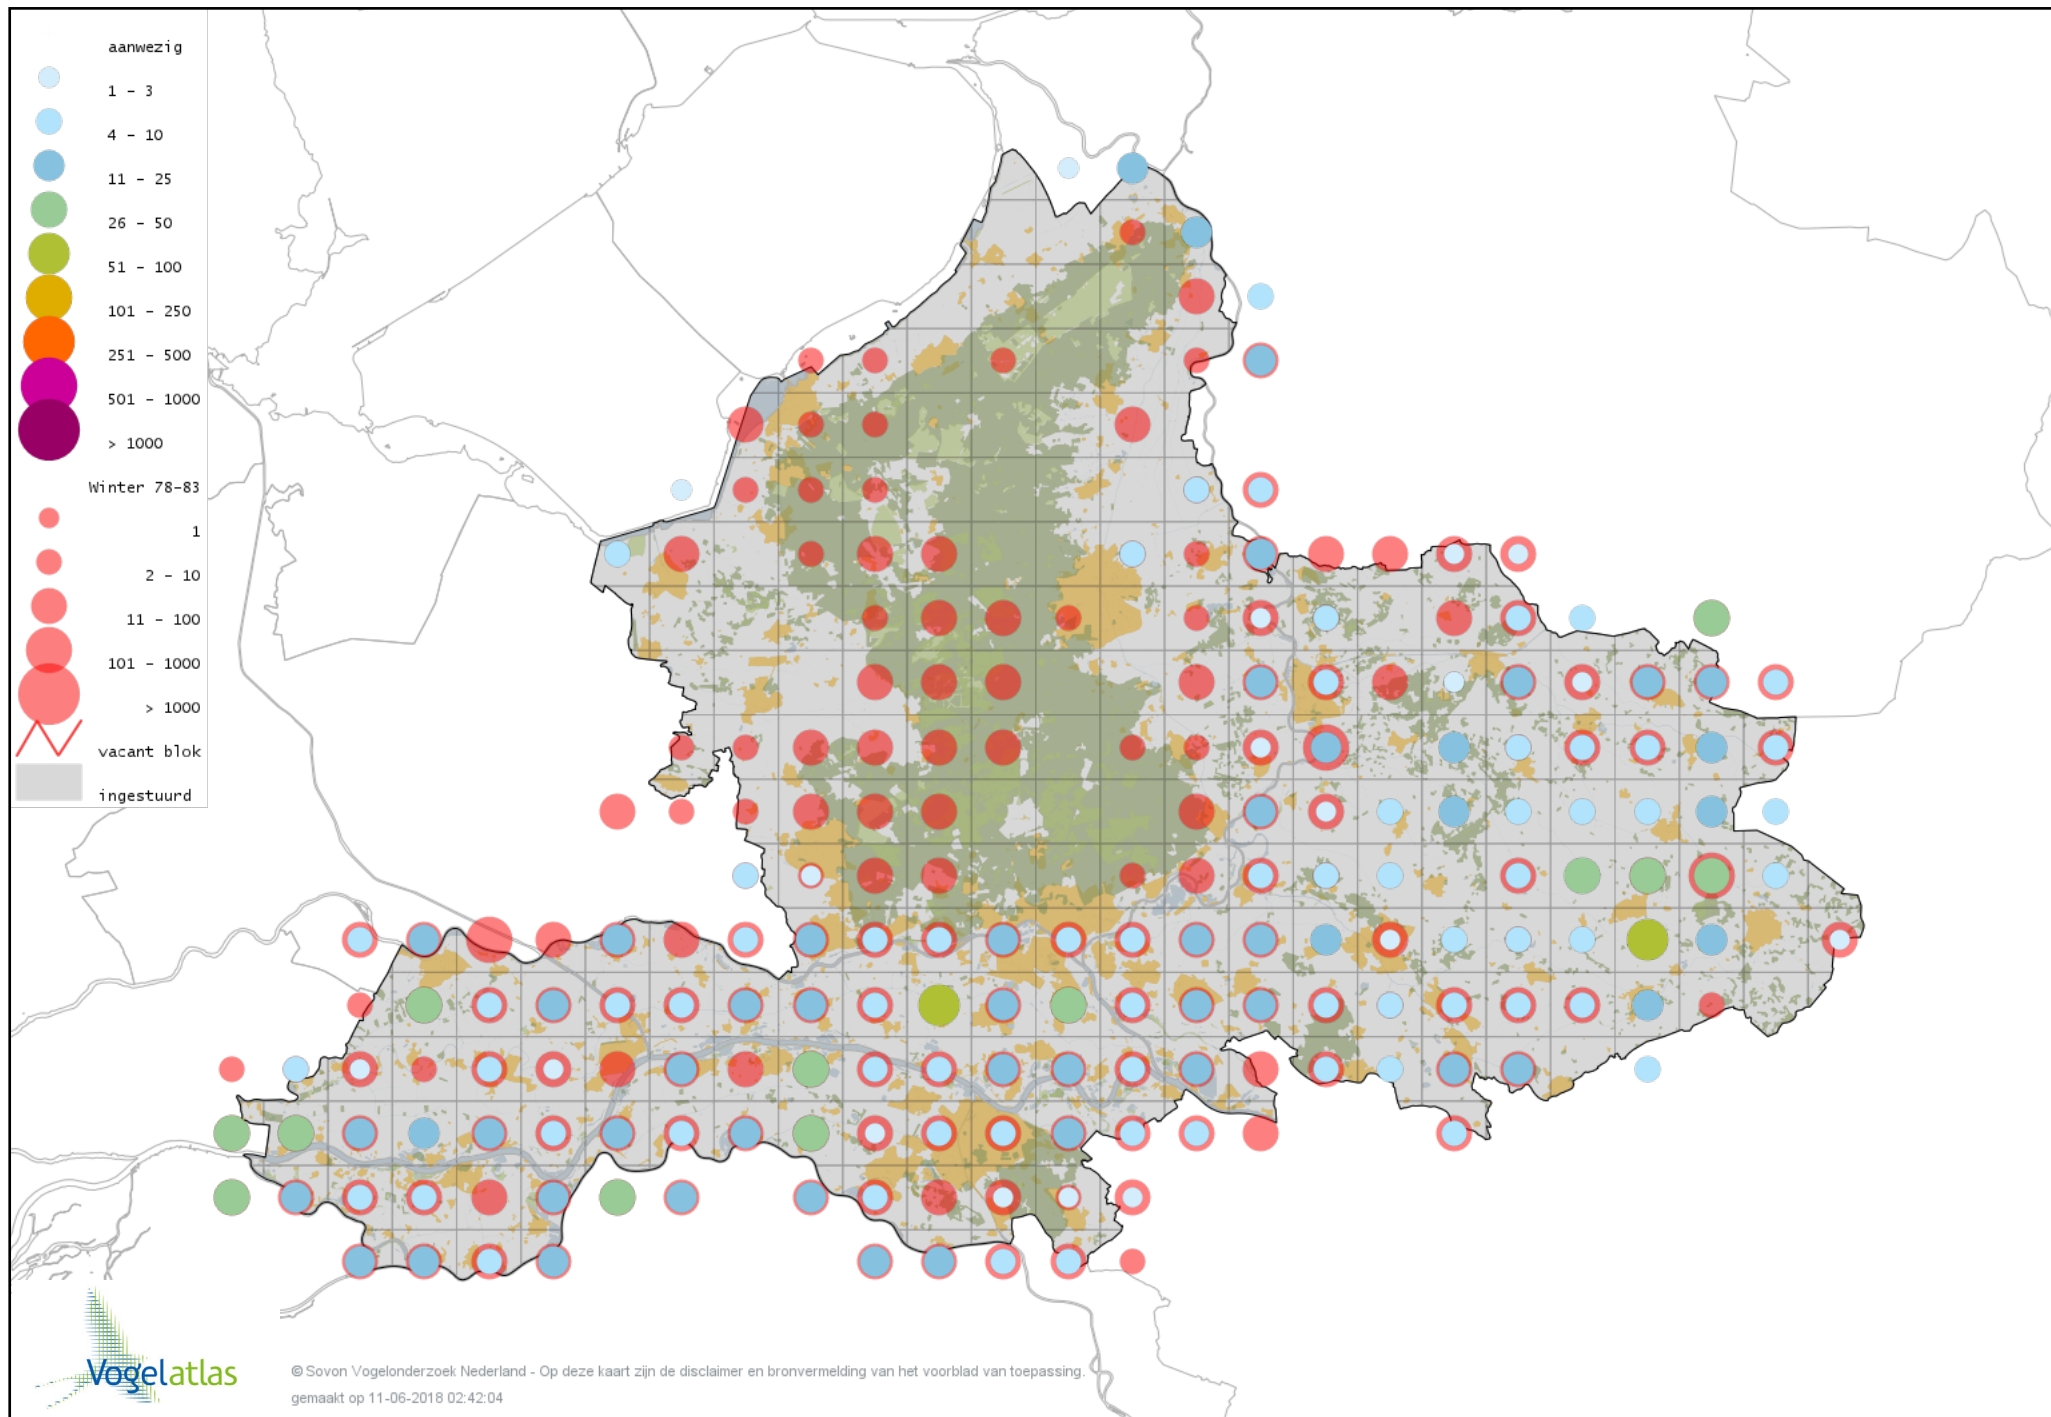 aanwezig
1 – 3
4 – 10
11 – 25
26 – 50
51 – 100
101 – 250
251 – 500
501 – 1000
> 1000
Winter 78-83
1
2 – 10
11 – 100
101 – 1000
> 1000
vacant blok
ingestuurd
Vogelatlas
© Sovon Vogelonderzoek Nederland - Op deze kaart zijn de disclaimer en bronvermelding van het voorblad van toepassing.
gemaakt op 11-06-2018 02:42:04